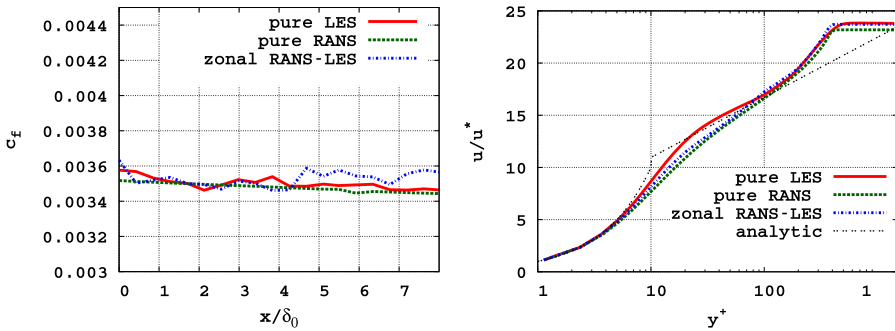 0.0044
0.0042
0.004
0.0038
0.0036
0.0034
0.0032
0.003
c_f
pure LES
pure RANS
zonal RANS-LES
0 1 2 3 4 5 6 7
x/δ₀
25
20
15
10
5
0
u/u*
pure LES
pure RANS
zonal RANS-LES
analytic
1 10 100 1
y⁺